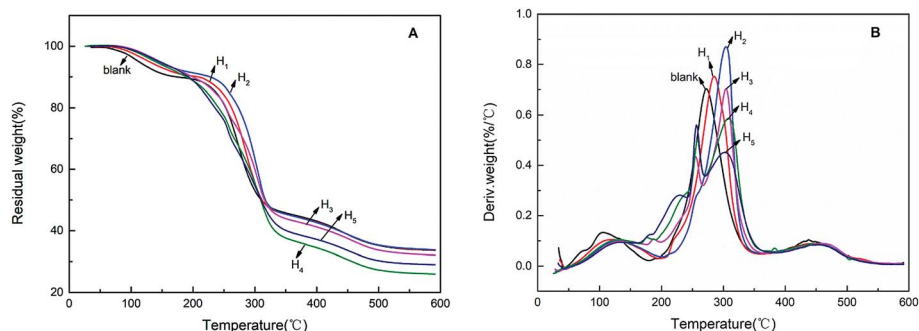 A
B
100
80
60
40
20
Residual weight(%)
0
100
200
300
400
500
600
Temperature(℃)
blank
H1
H2
H3
H5
H4
1.0
0.8
0.6
0.4
0.2
0.0
Deriv.weight(%/℃)
0
100
200
300
400
500
600
Temperature(℃)
blank
H1
H2
H3
H4
H5